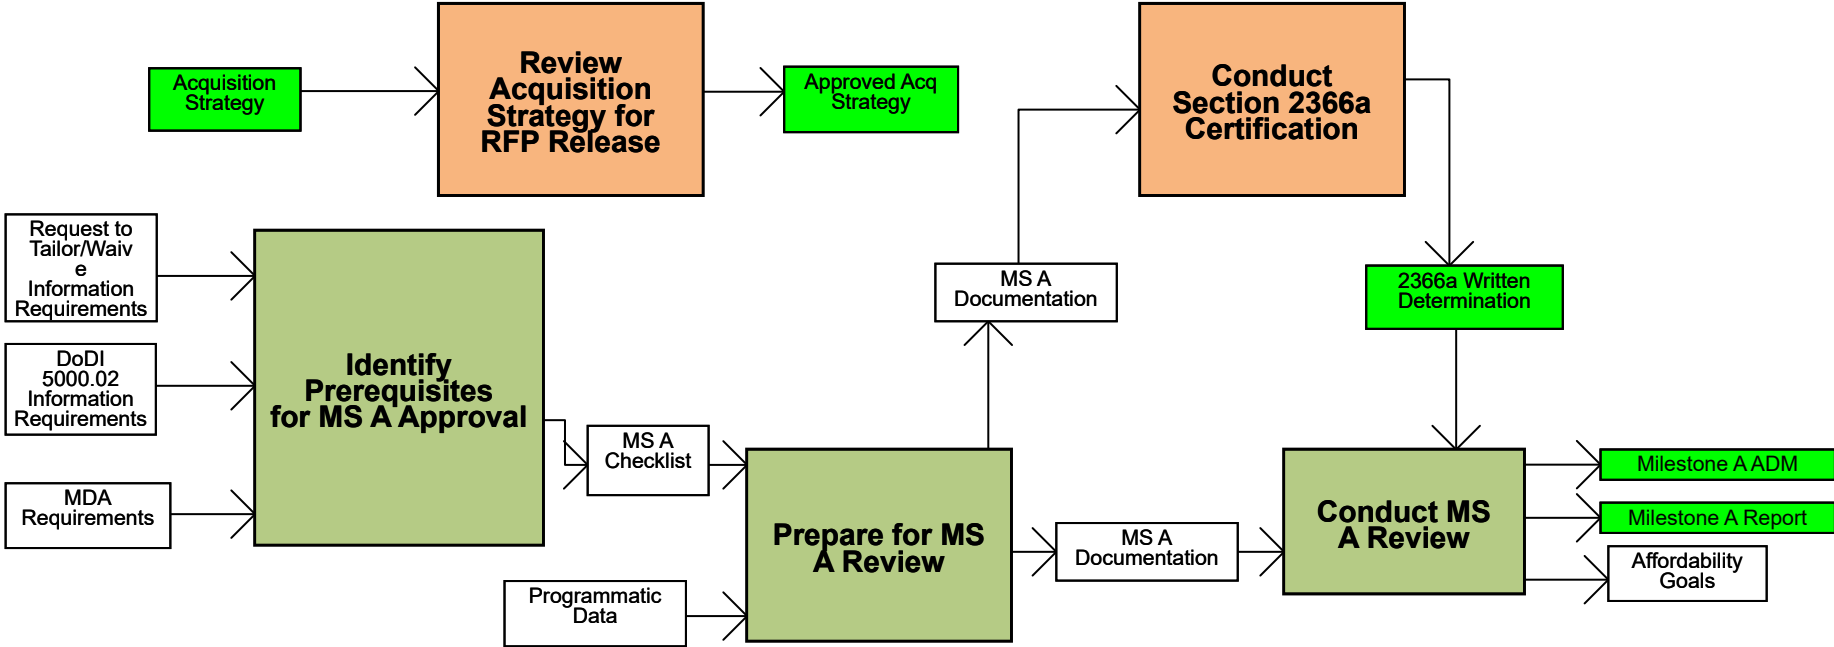 Acquisition
Strategy
Review
Acquisition
Strategy for
RFP Release
Approved Acq
Strategy
Conduct
Section 2366a
Certification
Request to
Tailor/Waiv
e
Information
Requirements
DoDI
5000.02
Information
Requirements
MDA
Requirements
Identify
Prerequisites
for MS A Approval
MS A
Checklist
Programmatic
Data
MS A
Documentation
2366a Written
Determination
Prepare for MS
A Review
MS A
Documentation
Conduct MS
A Review
Milestone A ADM
Milestone A Report
Affordability
Goals